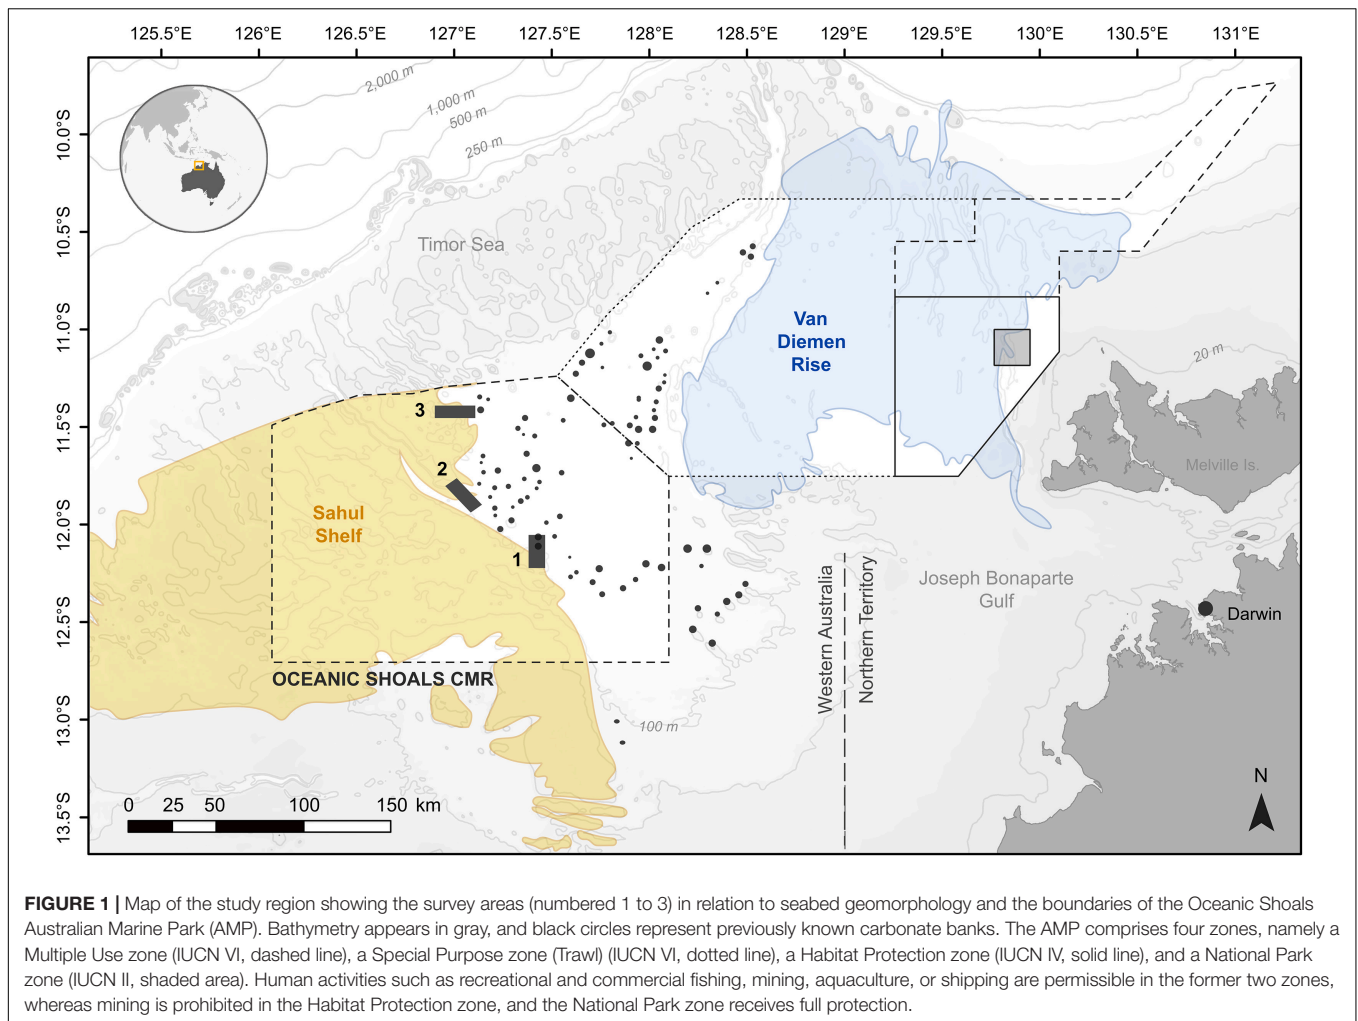 125.5°E 126°E 126.5°E 127.0°E 127.5°E 128°E 128.5°E 129°E 129.5°E 130°E 130.5°E 131°E
10.0°S
10.5°S
11.0°S
11.5°S
12.0°S
12.5°S
13.0°S
13.5°S
2,000 m
1,000 m
500 m
250 m
Timor Sea
Van
Diemen
Rise
20 m
3
2
Melville Is.
Sahul
Shelf
1
Joseph Bonaparte
Gulf
Western Australia
Northern Territory
Darwin
OCEANIC SHOALS CMR
100 m
N
0 25 50 100 150 km
FIGURE 1 | Map of the study region showing the survey areas (numbered 1 to 3) in relation to seabed geomorphology and the boundaries of the Oceanic Shoals
Australian Marine Park (AMP). Bathymetry appears in gray, and black circles represent previously known carbonate banks. The AMP comprises four zones, namely a
Multiple Use zone (IUCN VI, dashed line), a Special Purpose zone (Trawl) (IUCN VI, dotted line), a Habitat Protection zone (IUCN IV, solid line), and a National Park
zone (IUCN II, shaded area). Human activities such as recreational and commercial fishing, mining, aquaculture, or shipping are permissible in the former two zones,
whereas mining is prohibited in the Habitat Protection zone, and the National Park zone receives full protection.